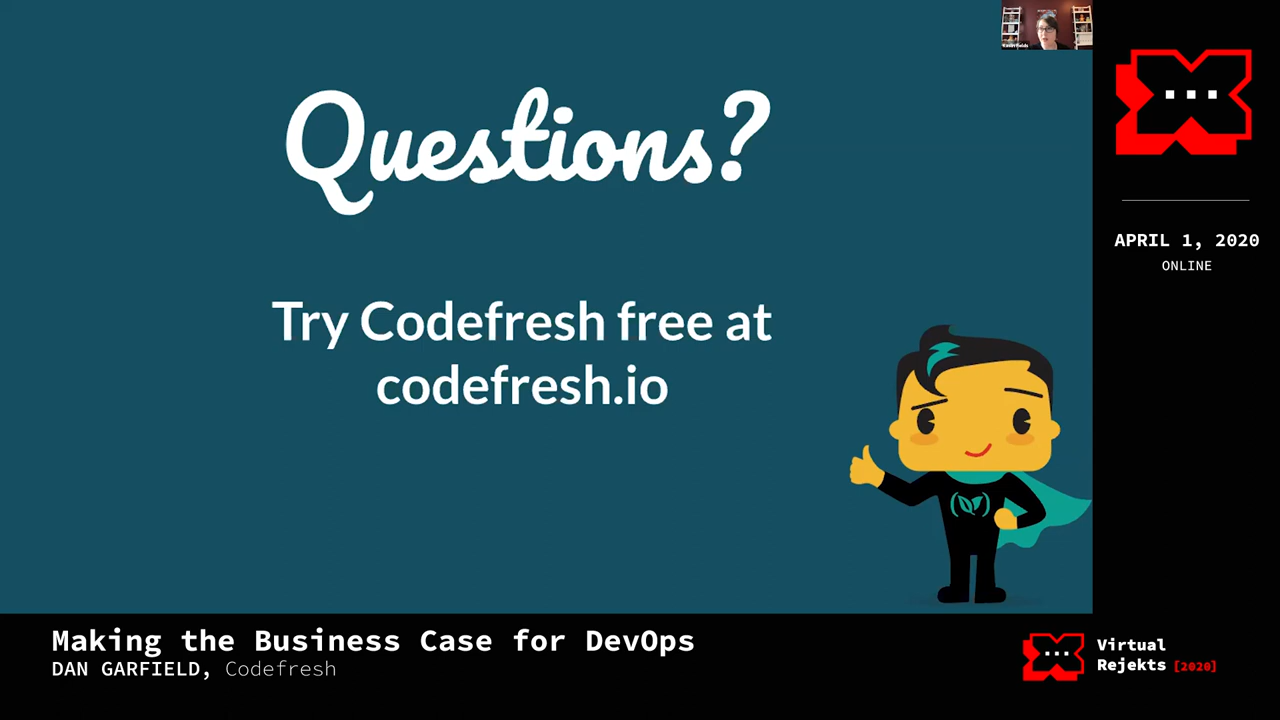 Questions?
Try Codefresh free at
codefresh.io
APRIL 1, 2020
ONLINE
Making the Business Case for DevOps
DAN GARFIELD, Codefresh
Virtual
Rejekts [2020]